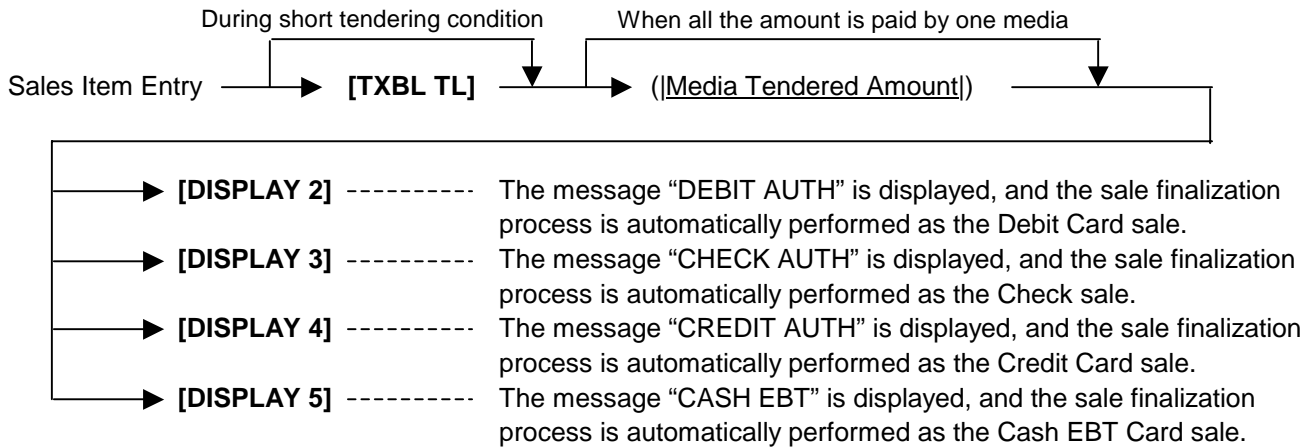 During short tendering condition
When all the amount is paid by one media
Sales Item Entry
[TXBL TL]
(|Media Tendered Amount|)
[DISPLAY 2] ---------- The message “DEBIT AUTH” is displayed, and the sale finalization
process is automatically performed as the Debit Card sale.
[DISPLAY 3] ---------- The message “CHECK AUTH” is displayed, and the sale finalization
process is automatically performed as the Check sale.
[DISPLAY 4] ---------- The message “CREDIT AUTH” is displayed, and the sale finalization
process is automatically performed as the Credit Card sale.
[DISPLAY 5] ---------- The message “CASH EBT” is displayed, and the sale finalization
process is automatically performed as the Cash EBT Card sale.